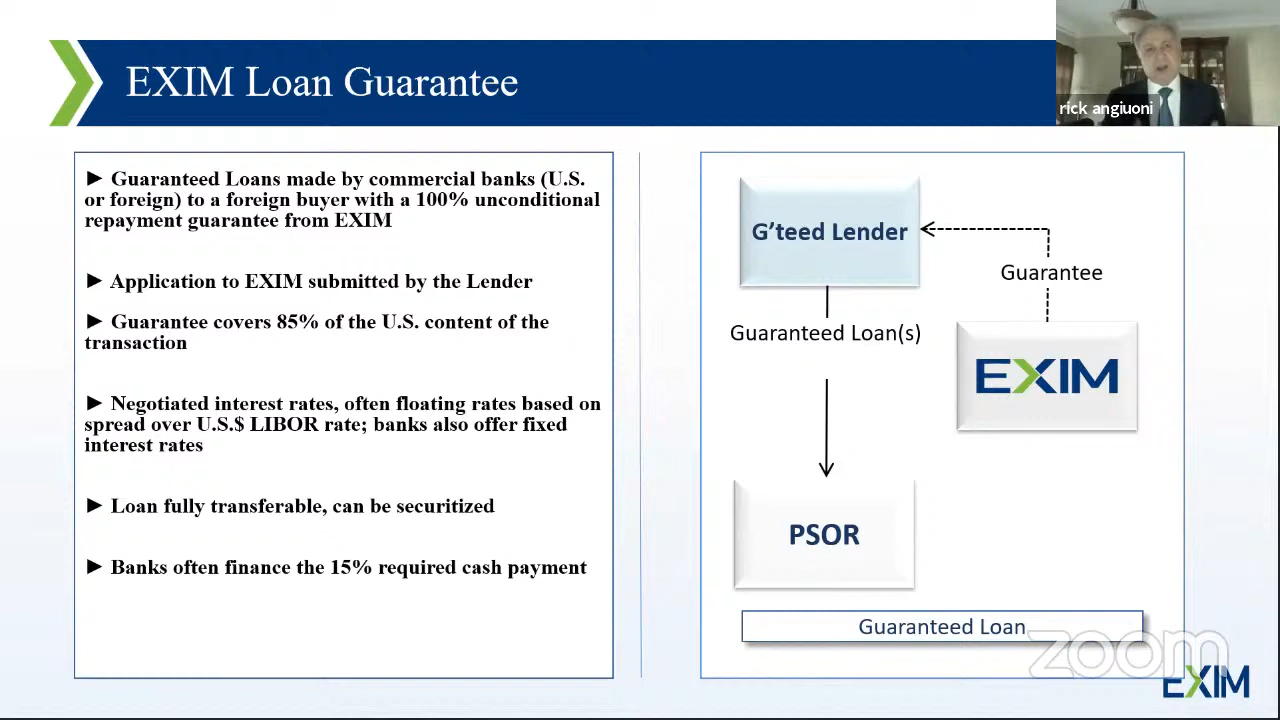 EXIM Loan Guarantee
rick angiuoni
► Guaranteed Loans made by commercial banks (U.S.
or foreign) to a foreign buyer with a 100% unconditional
repayment guarantee from EXIM
► Application to EXIM submitted by the Lender
► Guarantee covers 85% of the U.S. content of the
transaction
► Negotiated interest rates, often floating rates based on
spread over U.S.$ LIBOR rate; banks also offer fixed
interest rates
► Loan fully transferable, can be securitized
► Banks often finance the 15% required cash payment
G'teed Lender
Guarantee
Guaranteed Loan(s)
EXIM
PSOR
Guaranteed Loan
zoom
EXIM